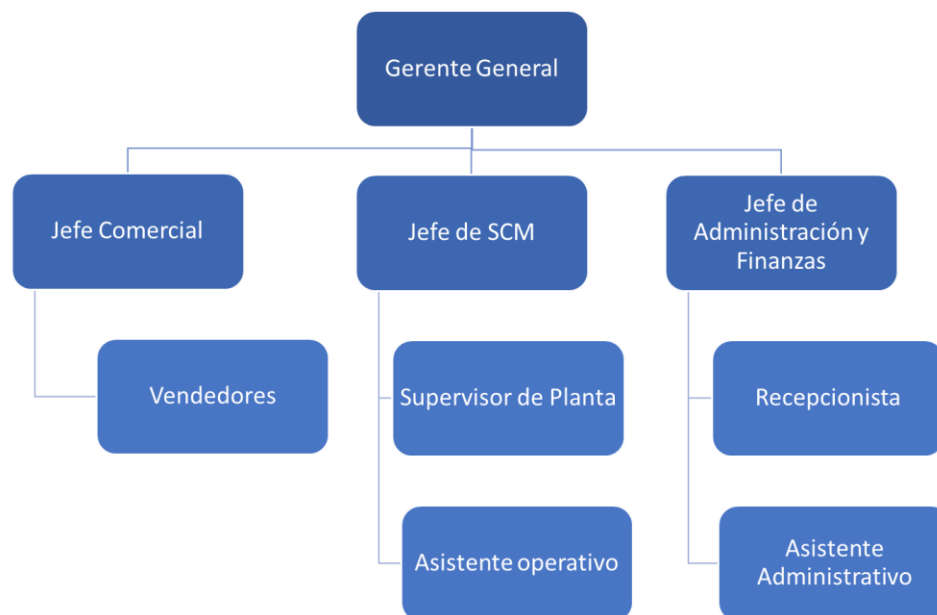 Gerente General
Jefe Comercial
Jefe de SCM
Jefe de
Administración y
Finanzas
Vendedores
Supervisor de Planta
Recepcionista
Asistente operativo
Asistente
Administrativo